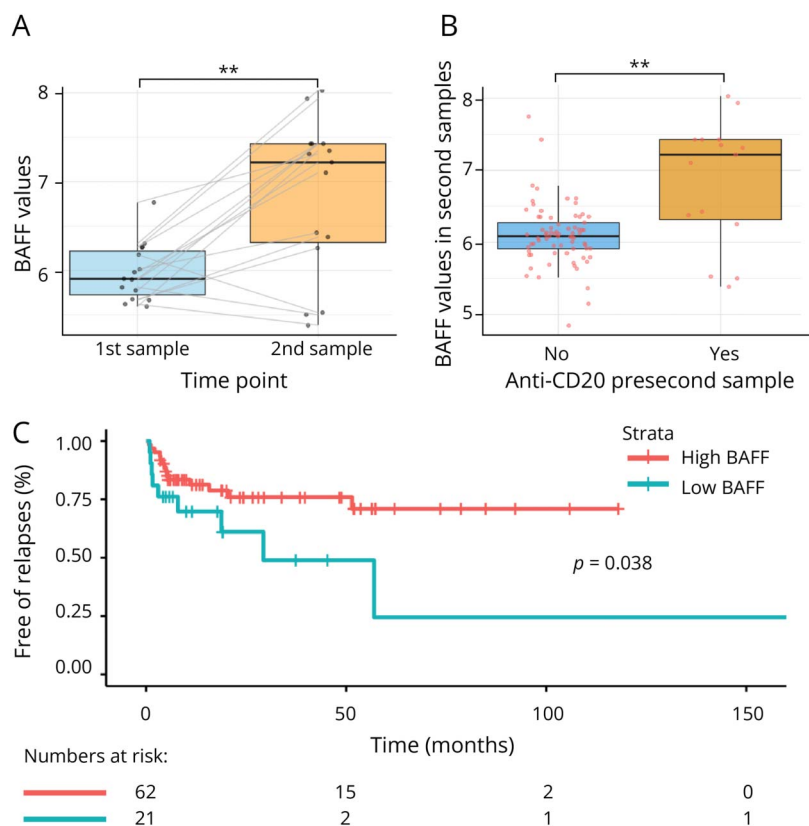 A
**
8
7
6
BAFF values
1st sample
2nd sample
Time point
B
**
8
7
6
5
BAFF values in second samples
No
Yes
Anti-CD20 presecond sample
C
1.00
0.75
0.50
0.25
0.00
Free of relapses (%)
Strata
High BAFF
Low BAFF
p = 0.038
0 50 100 150
Time (months)
Numbers at risk:
62 15 2 0
21 2 1 1